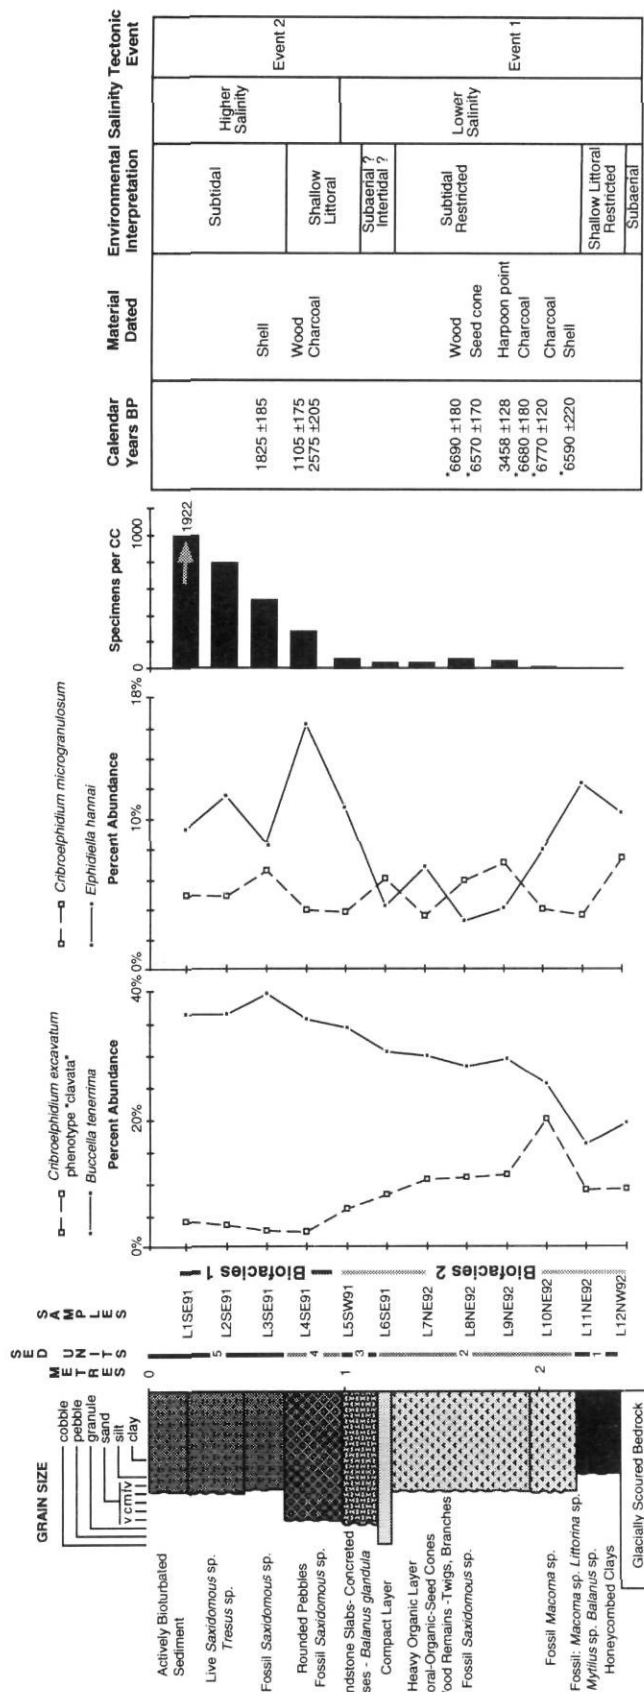 GRAIN SIZE
cobble
pebble
granule
sand
silt
clay
v c m f v
METRES
SED UNITS
SAMPLES
Actively Bioturbated
Sediment
Live Saxidomous sp.
Tresus sp.
Fossil Saxidomous sp.
Rounded Pebbles
Fossil Saxidomous sp.
ndstone Slabs- Concreted
ses - Balanus glandula
Compact Layer
Heavy Organic Layer
oral-Organic-Seed Cones
ood Remains -Twigs, Branches
Fossil Saxidomous sp.
Fossil Macoma sp.
Fossil: Macoma sp. Littorina sp.
Mytilus sp. Balanus sp.
Honeycombed Clays
Glacially Scoured Bedrock
0
1
2
5
4
3
2
1
L1SE91
L2SE91
L3SE91
L4SE91
L5SW91
L6SE91
L7NE92
L8NE92
L9NE92
L10NE92
L11NE92
L12NW92
Biofacies 1
Biofacies 2
Cribroelphidium excavatum
phenotype "clavata"
Buccella tenerrima
Percent Abundance
0%
20%
40%
Cribroelphidium microgranulosum
Elphidiella hannai
Percent Abundance
0%
10%
18%
Specimens per CC
0
1000
1922
Calendar
Years BP
1825 ±185
1105 ±175
2575 ±205
*6690 ±180
*6570 ±170
3458 ±128
*6680 ±180
*6770 ±120
*6590 ±220
Material
Dated
Shell
Wood
Charcoal
Wood
Seed cone
Harpoon point
Charcoal
Charcoal
Shell
Environmental
Interpretation
Subtidal
Shallow
Littoral
Subaerial ?
Intertidal ?
Subtidal
Restricted
Shallow Littoral
Restricted
Subaerial
Salinity
Higher
Salinity
Lower
Salinity
Tectonic
Event
Event 2
Event 1